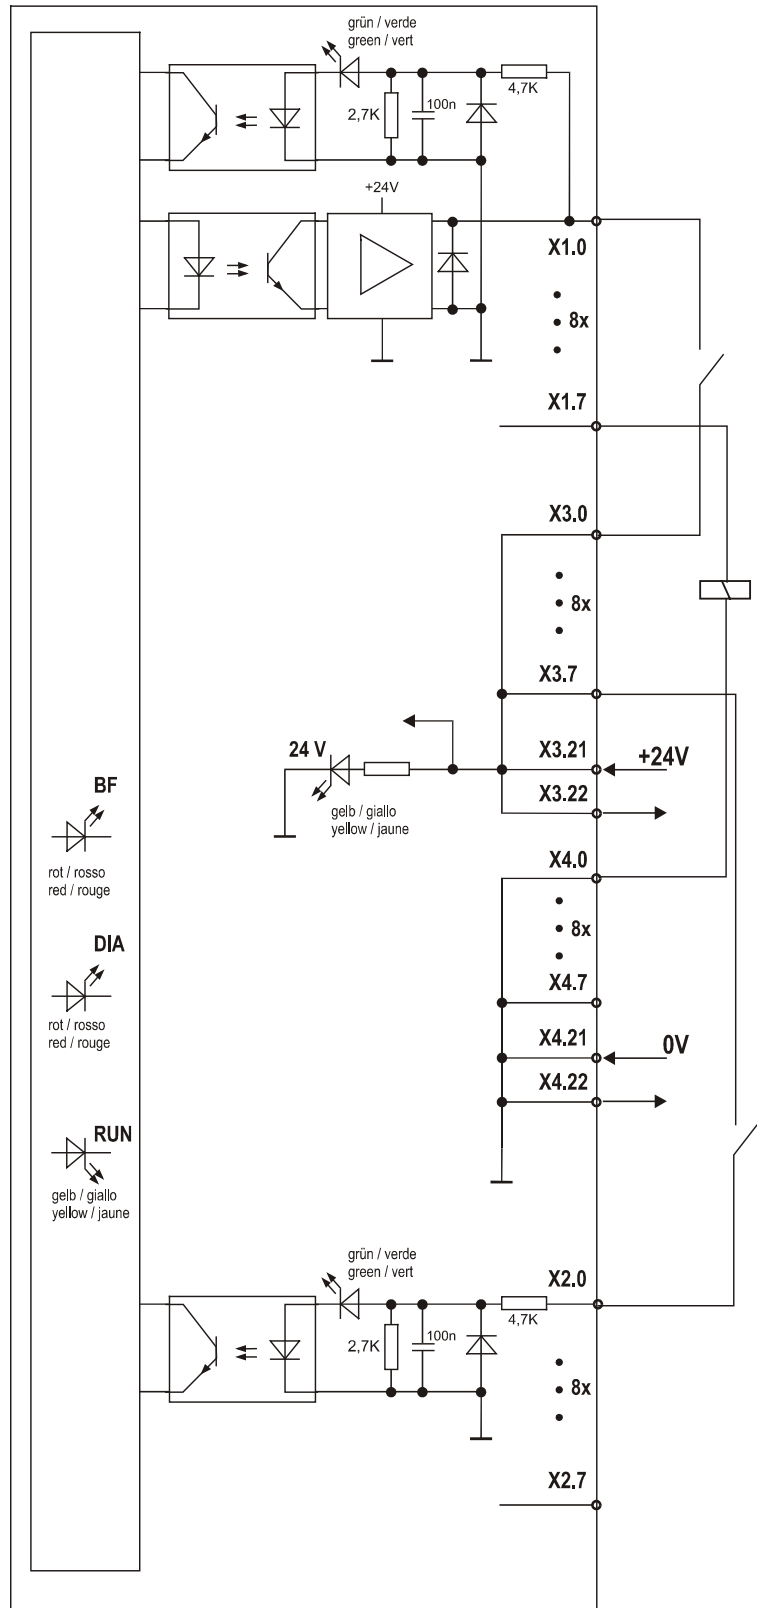 grün / verde
green / vert
2,7K
100n
4,7K
+24V
X1.0
8x
X1.7
X3.0
8x
X3.7
24 V
X3.21
+24V
BF
X3.22
gelb / giallo
yellow / jaune
rot / rosso
red / rouge
X4.0
8x
DIA
X4.7
rot / rosso
red / rouge
X4.21
0V
X4.22
RUN
gelb / giallo
yellow / jaune
grün / verde
green / vert
X2.0
2,7K
100n
4,7K
8x
X2.7